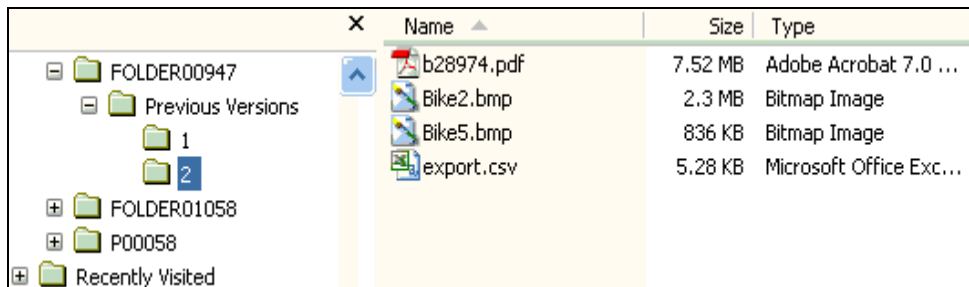 FOLDER00947
Previous Versions
1
2
FOLDER01058
P00058
Recently Visited
Name Size Type
b28974.pdf 7.52 MB Adobe Acrobat 7.0 ...
Bike2.bmp 2.3 MB Bitmap Image
Bike5.bmp 836 KB Bitmap Image
export.csv 5.28 KB Microsoft Office Exc...